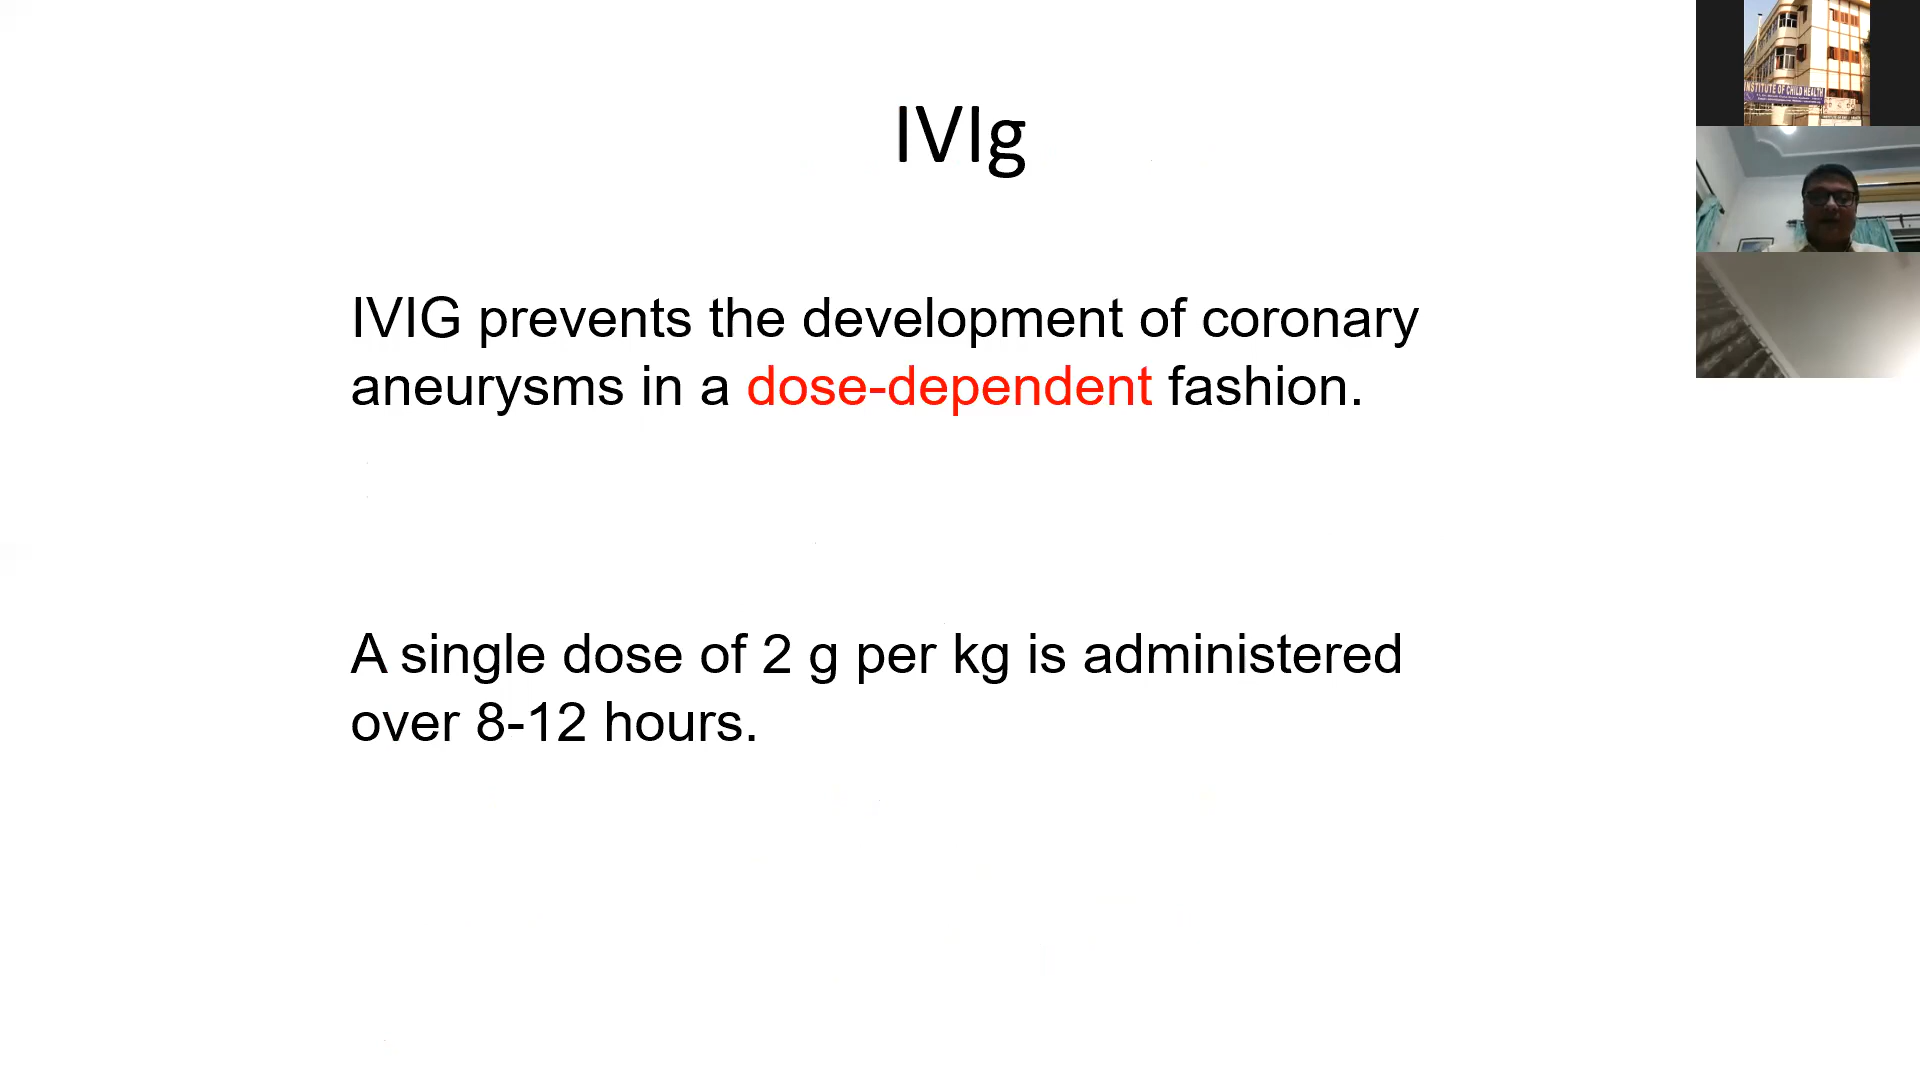 IVIg
IVIG prevents the development of coronary
aneurysms in a dose-dependent fashion.
A single dose of 2 g per kg is administered
over 8-12 hours.
INSTITUTE OF CHILD HEALTH